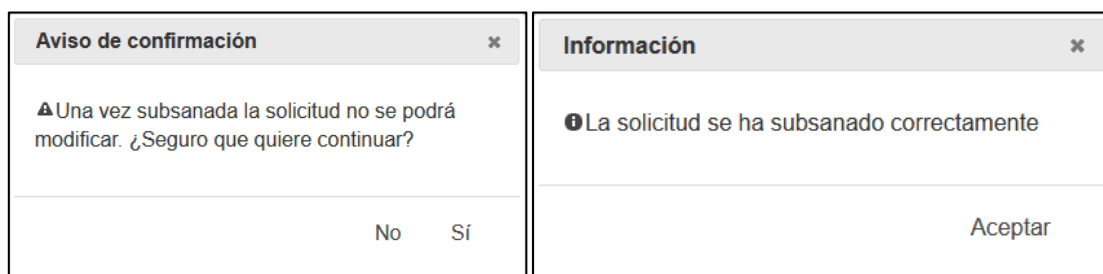 Aviso de confirmación
Una vez subsanada la solicitud no se podrá
modificar. ¿Seguro que quiere continuar?
No Sí
Información
La solicitud se ha subsanado correctamente
Aceptar